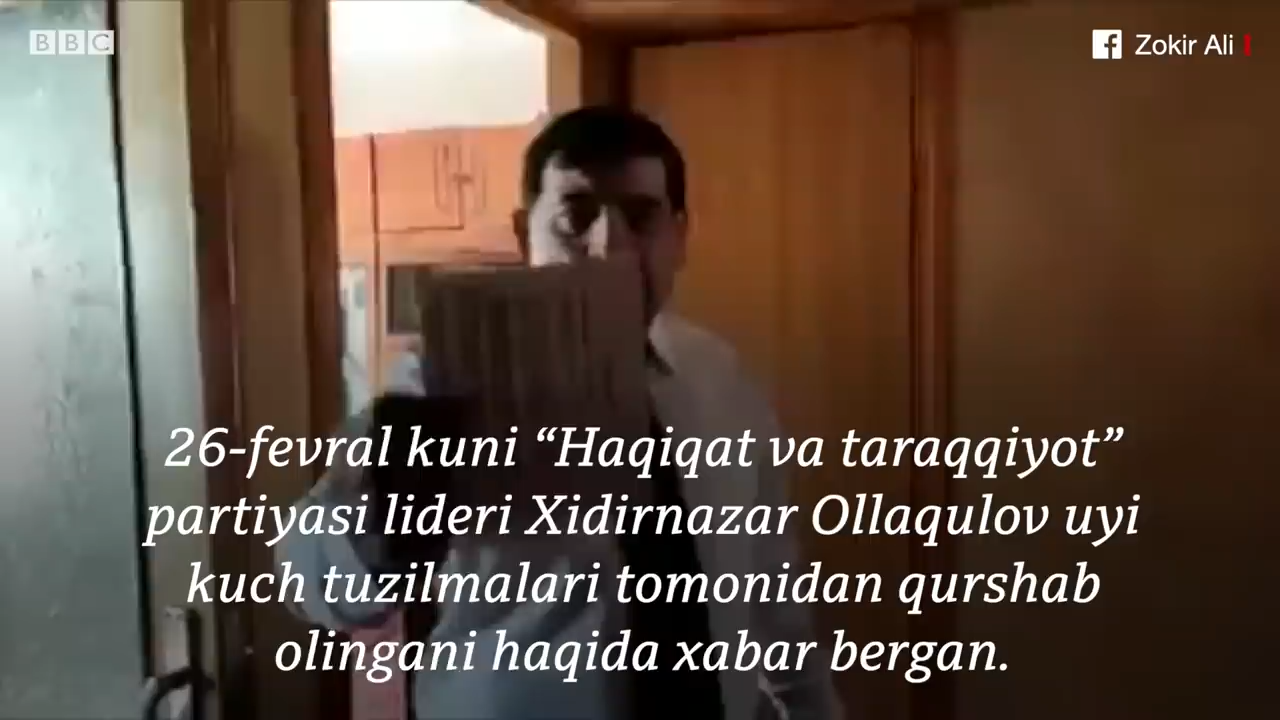 BBC
Zokir Ali
26-fevral kuni “Haqiqat va taraqqiyot”
partiyasi lideri Xidirnazar Ollaqulov uyi
kuch tuzilmalari tomonidan qurshab
olingani haqida xabar bergan.